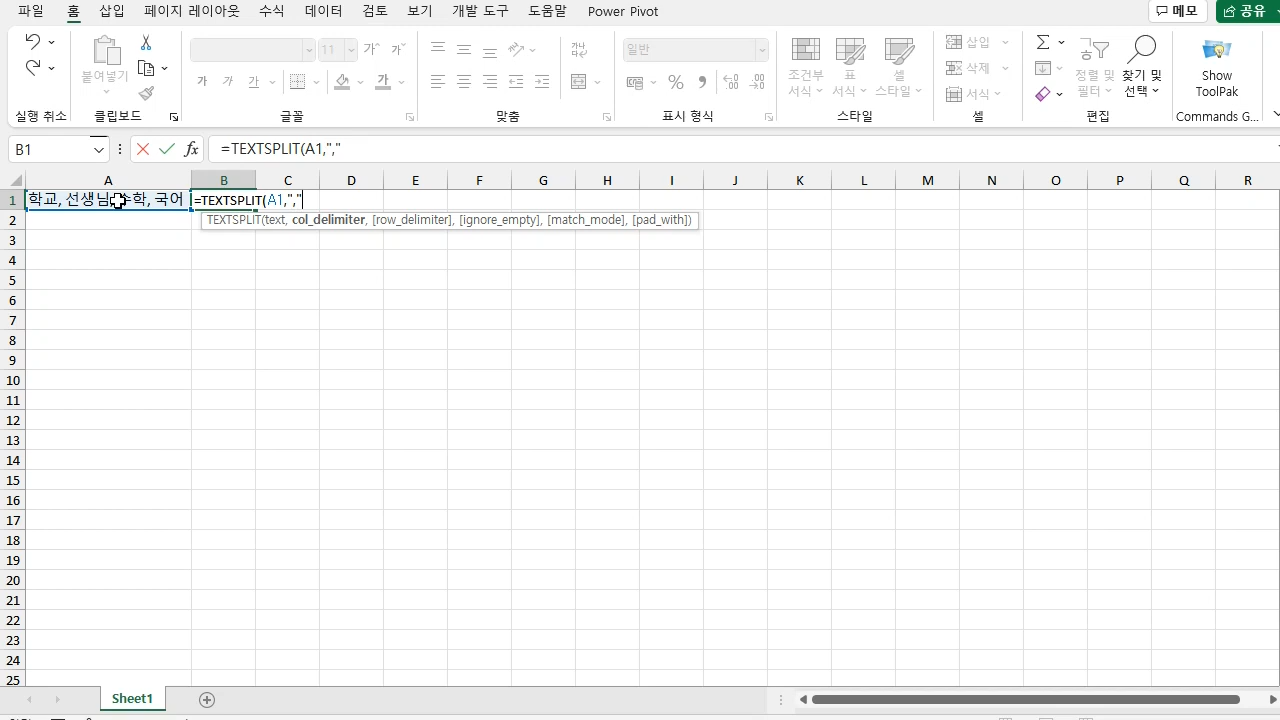 파일 홈 삽입 페이지 레이아웃 수식 데이터 검토 보기 개발 도구 도움말 Power Pivot 메모 공유
붙여넣기
11
가 가
일반
조건부 서식
표 서식
셀 스타일
삽입
삭제
서식
정렬 및 필터
찾기 및 선택
Show ToolPak
가 가 가 가
실행 취소 클립보드 글꼴 맞춤 표시 형식 스타일 셀 편집 Commands G...
B1 fx =TEXTSPLIT(A1,","
A B C D E F G H I J K L M N O P Q R
1 학교, 선생님, 학, 국어 =TEXTSPLIT(A1,","
2 TEXTSPLIT(text, col_delimiter, [row_delimiter], [ignore_empty], [match_mode], [pad_with])
3
4
5
6
7
8
9
10
11
12
13
14
15
16
17
18
19
20
21
22
23
24
25
Sheet1